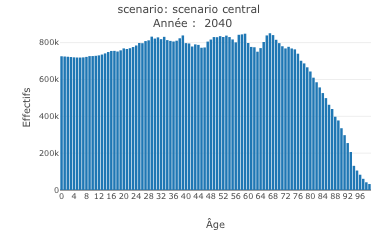 scenario: scenario central
Année : 2040
800k
600k
400k
200k
0
Effectifs
0 4 8 12 16 20 24 28 32 36 40 44 48 52 56 60 64 68 72 76 80 84 88 92 96
Âge